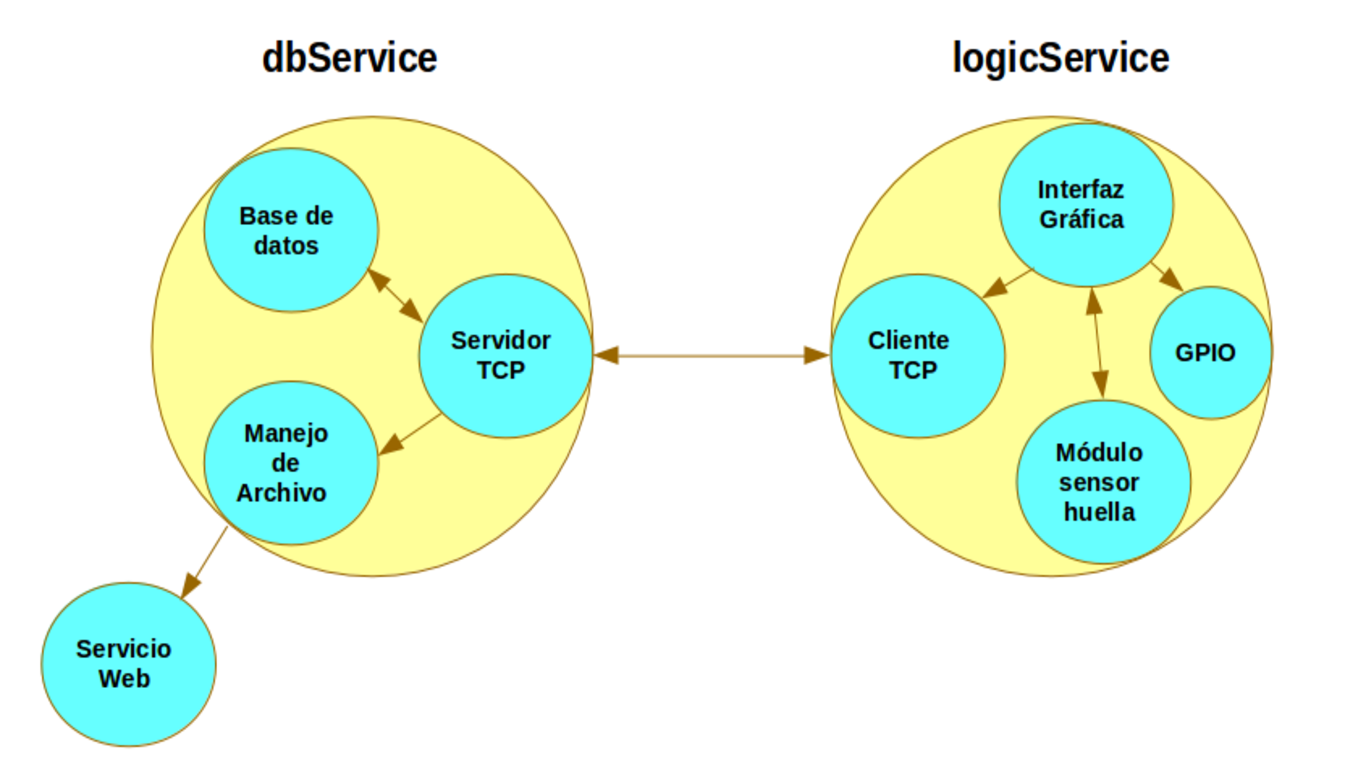 dbService
logicService
Base de
datos
Servidor
TCP
Manejo
de
Archivo
Servicio
Web
Interfaz
Gráfica
Cliente
TCP
GPIO
Módulo
sensor
huella